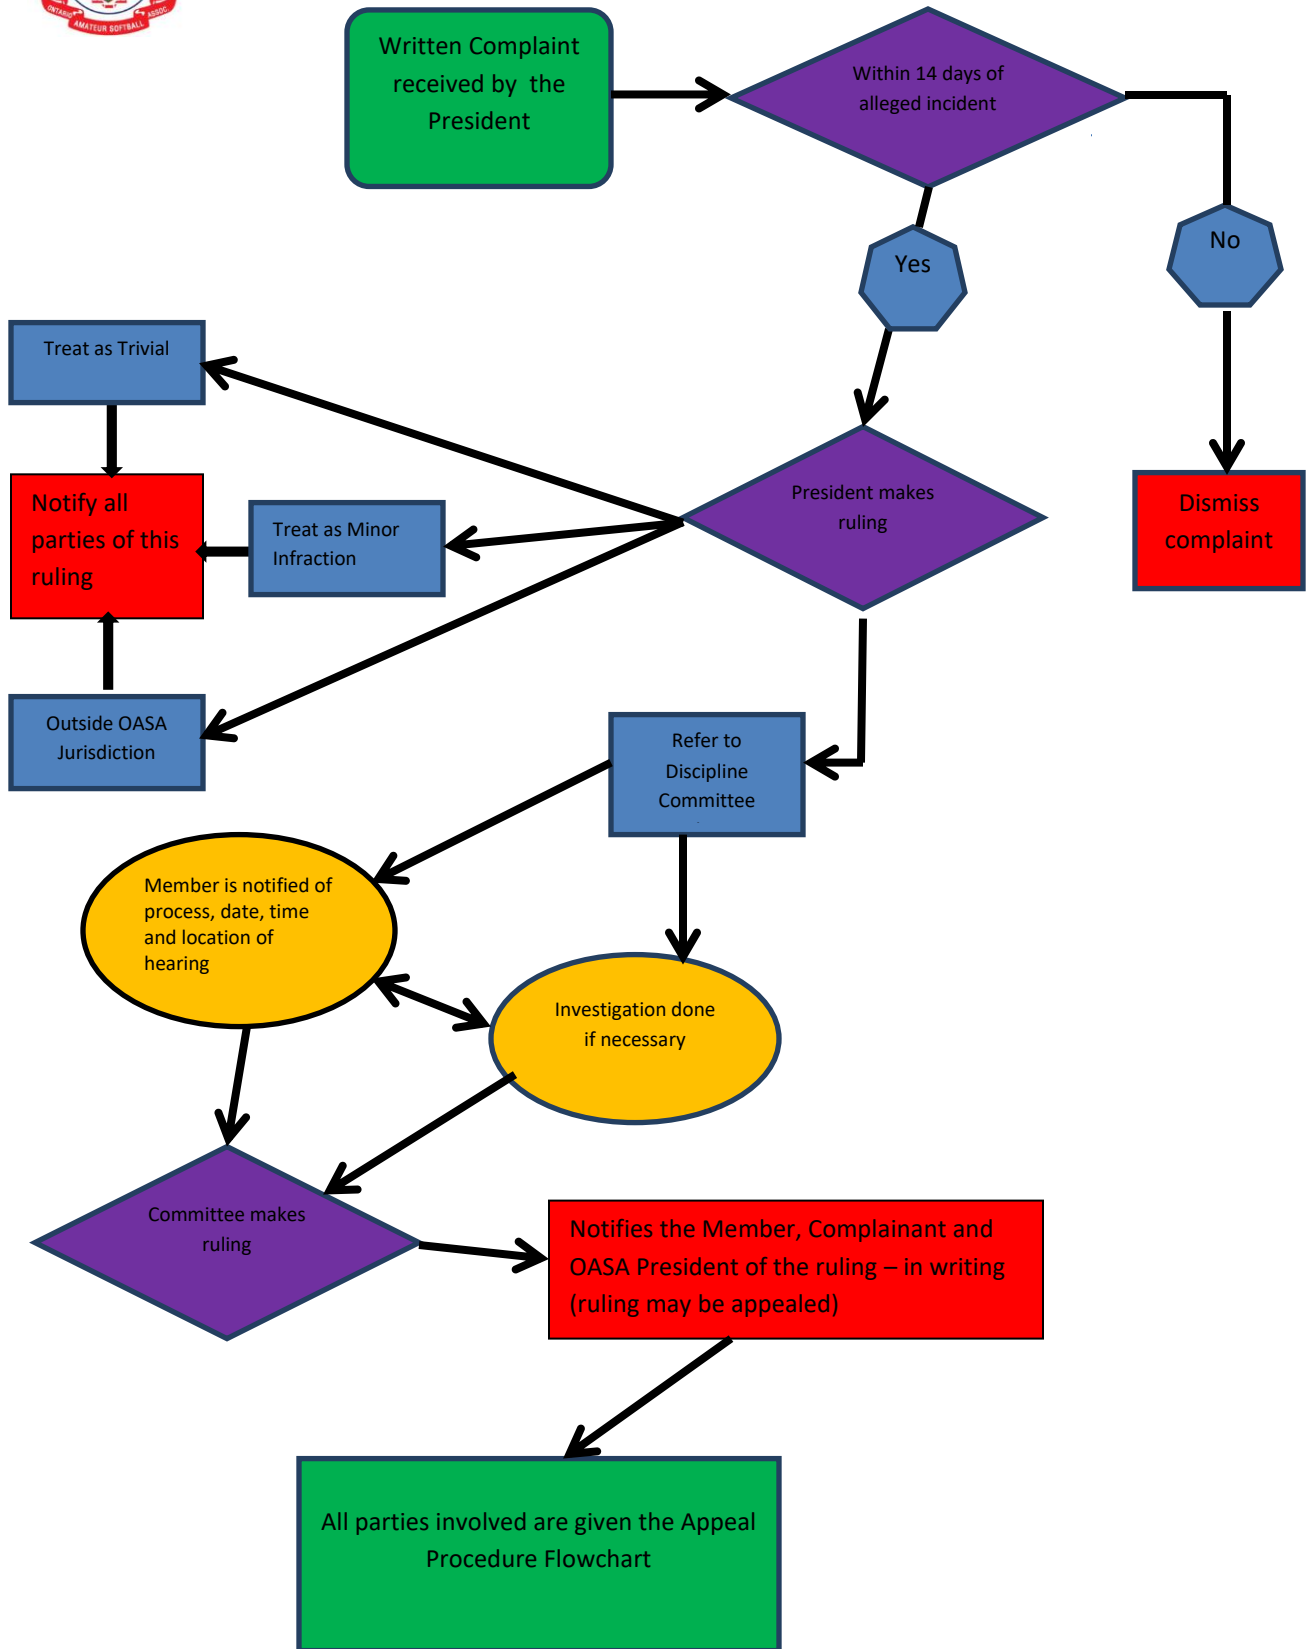 ONTARIO
AMATEUR SOFTBALL
ASSOC.
Written Complaint
received by the
President
Within 14 days of
alleged incident
Yes
No
Treat as Trivial
Notify all
parties of this
ruling
Treat as Minor
Infraction
President makes
ruling
Dismiss
complaint
Outside OASA
Jurisdiction
Refer to
Discipline
Committee
Member is notified of
process, date, time
and location of
hearing
Investigation done
if necessary
Committee makes
ruling
Notifies the Member, Complainant and
OASA President of the ruling – in writing
(ruling may be appealed)
All parties involved are given the Appeal
Procedure Flowchart